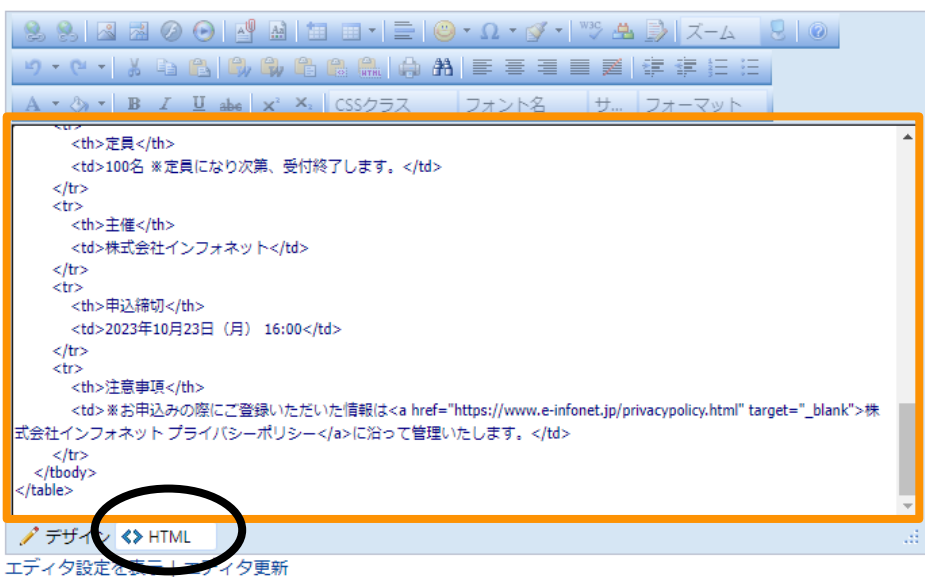 W3C ズーム
HTML
A B I U abc x² X₂ CSSクラス フォント名 サ... フォーマット
<tr>
<th>定員</th>
<td>100名 ※定員になり次第、受付終了します。</td>
</tr>
<tr>
<th>主催</th>
<td>株式会社インフォネット</td>
</tr>
<tr>
<th>申込締切</th>
<td>2023年10月23日（月） 16:00</td>
</tr>
<tr>
<th>注意事項</th>
<td>※お申込みの際にご登録いただいた情報は<a href="https://www.e-infonet.jp/privacypolicy.html" target="_blank">株
式会社インフォネット プライバシーポリシー</a>に沿って管理いたします。</td>
</tr>
</tbody>
</table>
デザイン <> HTML
エディタ設定を表示 | エディタ更新